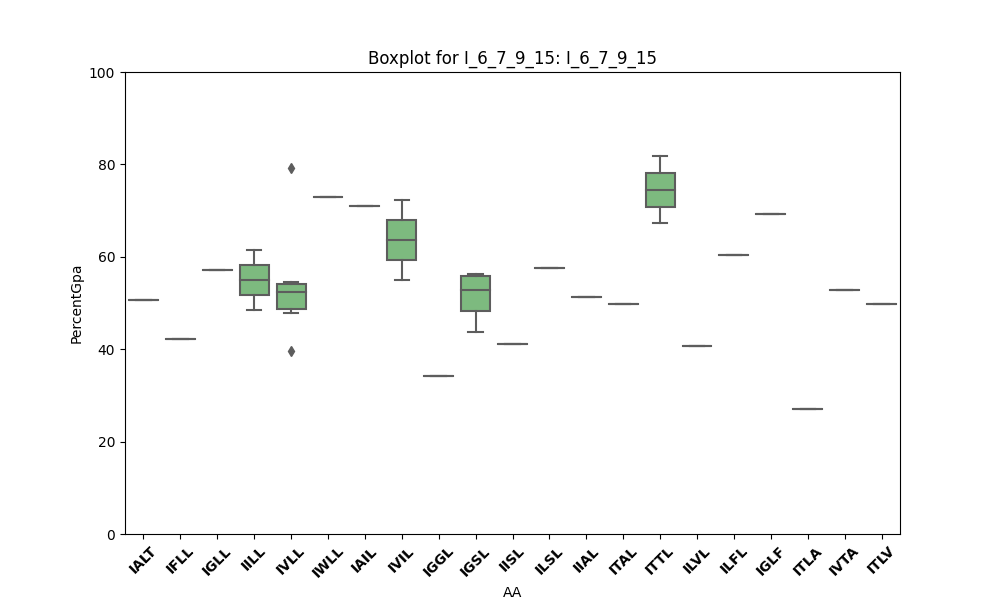 Boxplot for I_6_7_9_15: I_6_7_9_15
100
80
60
40
20
0
PercentGpa
IALT IFLL IGLL IILL IVLL IWLL IAIL IVIL IGGL IGSL IISL ILSL IIAL ITAL ITTL ILVL ILFL IGLF ITLA IVTA ITLV
AA